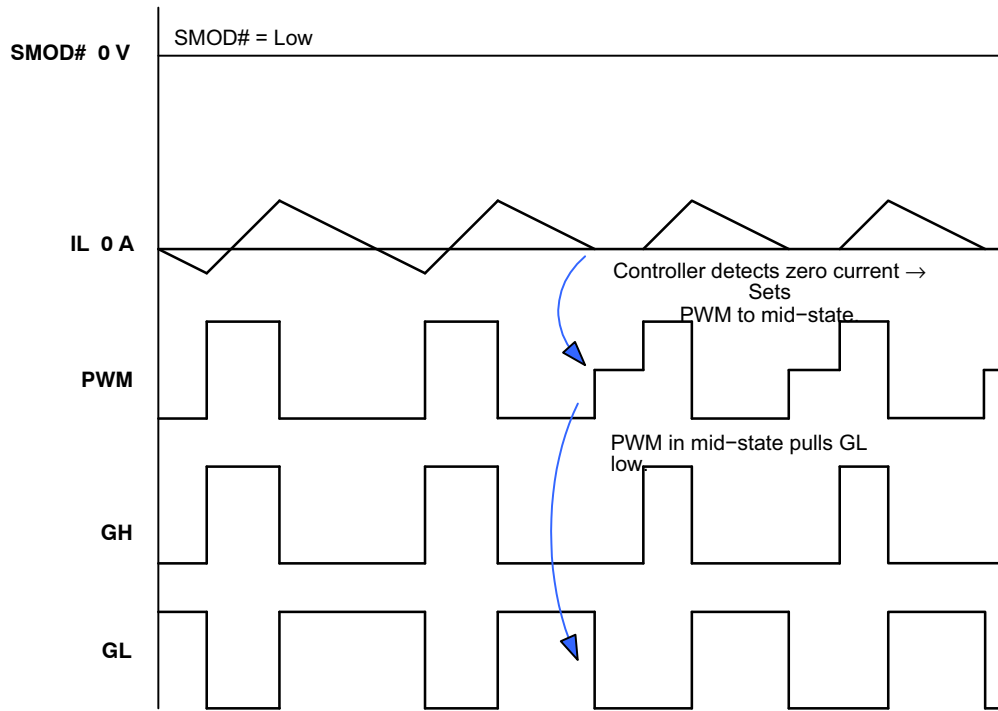 SMOD# = Low
SMOD# 0 V
IL 0 A
Controller detects zero current →
Sets
PWM to mid−state.
PWM
PWM in mid−state pulls GL
low.
GH
GL